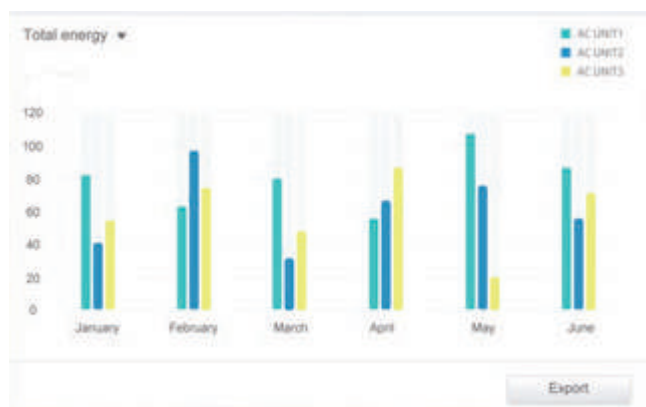 Total energy
AC UNIT1
AC UNIT2
AC UNIT3
120
100
80
60
40
20
0
January February March April May June
Export